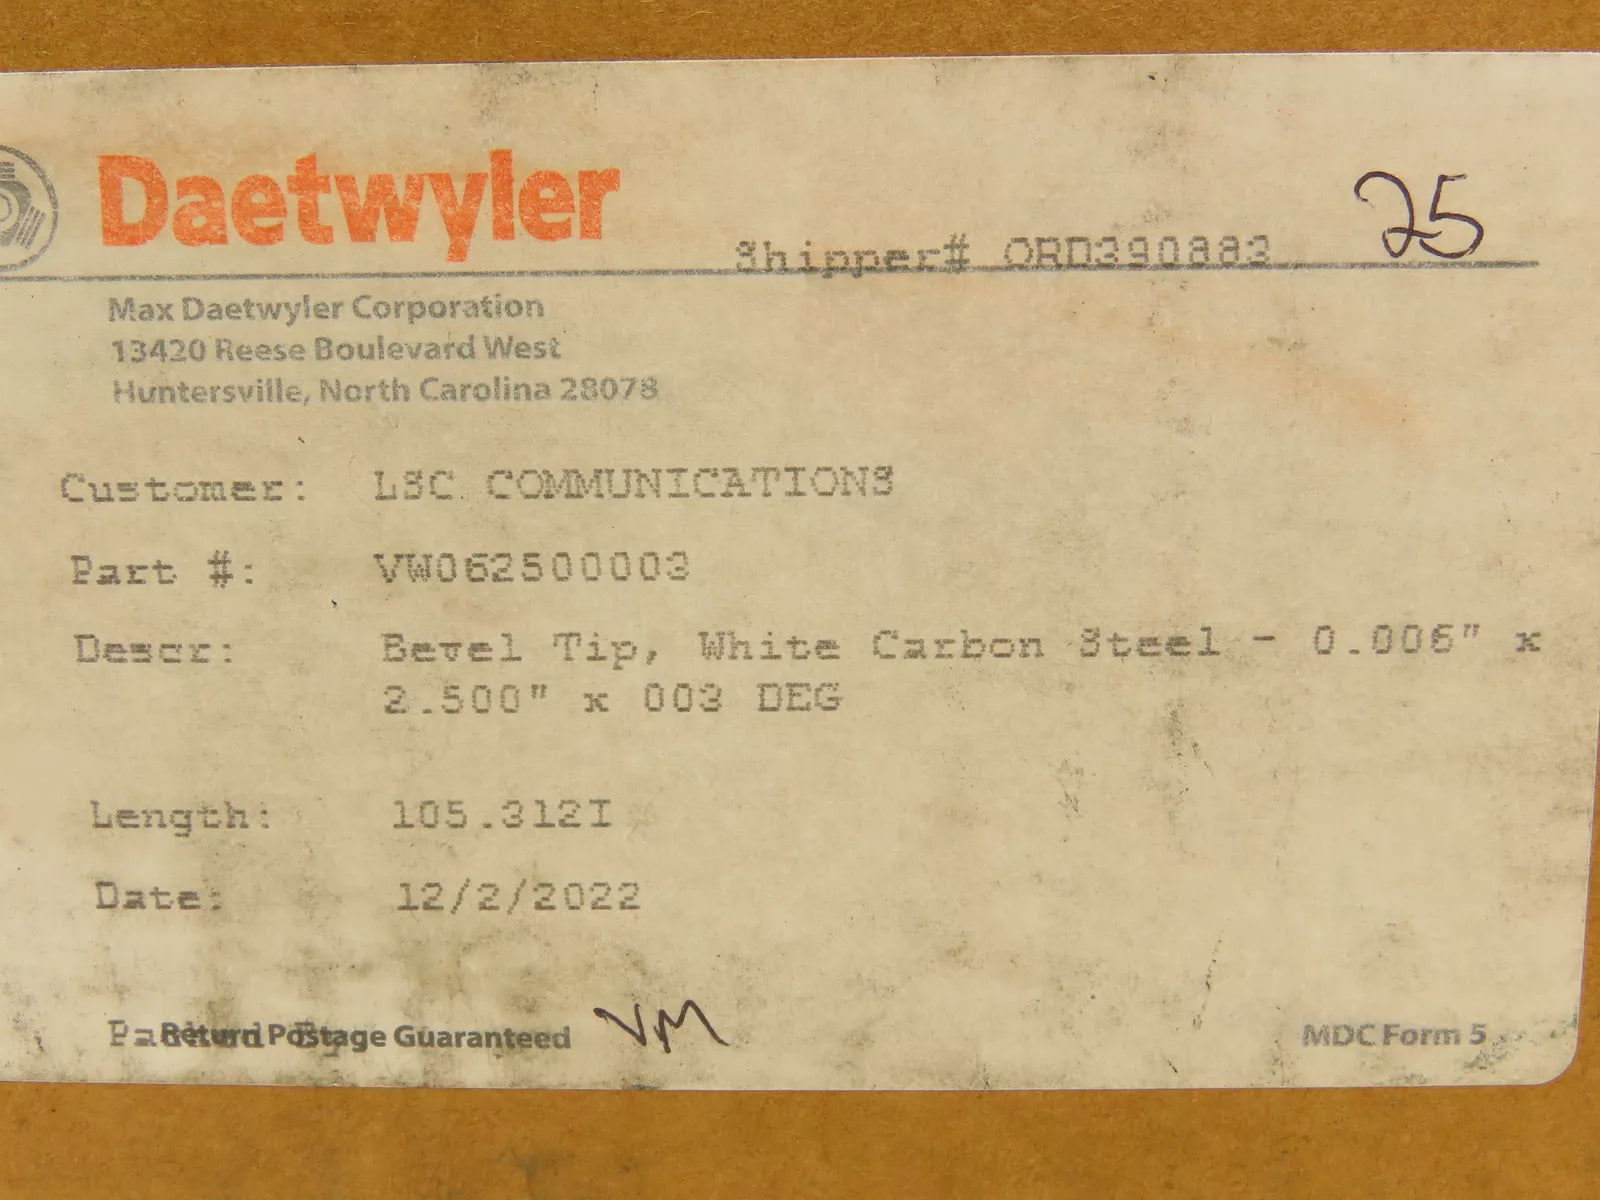 Daetwyler
25
Shipper# ORD390883
Max Daetwyler Corporation
13420 Reese Boulevard West
Huntersville, North Carolina 28078
Customer: LSC COMMUNICATIONS
Part #: VW062500003
Descr: Bevel Tip, White Carbon Steel - 0.006" x
2.500" x 003 DEG
Length: 105.312I
Date: 12/2/2022
Return Postage Guaranteed VM MDC Form 5